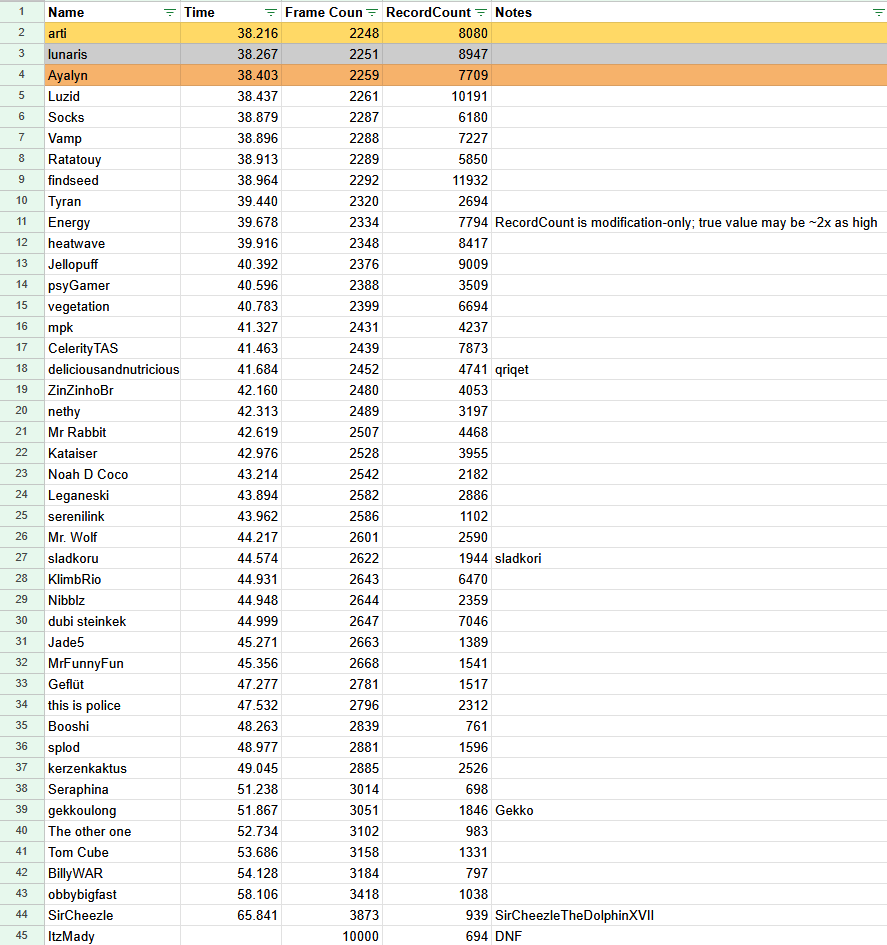 1 Name Time Frame Coun RecordCount Notes
2 arti 38.216 2248 8080
3 lunaris 38.267 2251 8947
4 Ayalyn 38.403 2259 7709
5 Luzid 38.437 2261 10191
6 Socks 38.879 2287 6180
7 Vamp 38.896 2288 7227
8 Ratatouy 38.913 2289 5850
9 findseed 38.964 2292 11932
10 Tyran 39.440 2320 2694
11 Energy 39.678 2334 7794 RecordCount is modification-only; true value may be ~2x as high
12 heatwave 39.916 2348 8417
13 Jellopuff 40.392 2376 9009
14 psyGamer 40.596 2388 3509
15 vegetation 40.783 2399 6694
16 mpk 41.327 2431 4237
17 CelerityTAS 41.463 2439 7873
18 deliciousandnutricious 41.684 2452 4741 qriqet
19 ZinZinhoBr 42.160 2480 4053
20 nethy 42.313 2489 3197
21 Mr Rabbit 42.619 2507 4468
22 Kataiser 42.976 2528 3955
23 Noah D Coco 43.214 2542 2182
24 Leganeski 43.894 2582 2886
25 serenilink 43.962 2586 1102
26 Mr. Wolf 44.217 2601 2590
27 sladkoru 44.574 2622 1944 sladkori
28 KlimbRio 44.931 2643 6470
29 Nibblz 44.948 2644 2359
30 dubi steinkek 44.999 2647 7046
31 Jade5 45.271 2663 1389
32 MrFunnyFun 45.356 2668 1541
33 Geflüt 47.277 2781 1517
34 this is police 47.532 2796 2312
35 Booshi 48.263 2839 761
36 splod 48.977 2881 1596
37 kerzenkaktus 49.045 2885 2526
38 Seraphina 51.238 3014 698
39 gekkoulong 51.867 3051 1846 Gekko
40 The other one 52.734 3102 983
41 Tom Cube 53.686 3158 1331
42 BillyWAR 54.128 3184 797
43 obbybigfast 58.106 3418 1038
44 SirCheezle 65.841 3873 939 SirCheezleTheDolphinXVII
45 ItzMady 10000 694 DNF